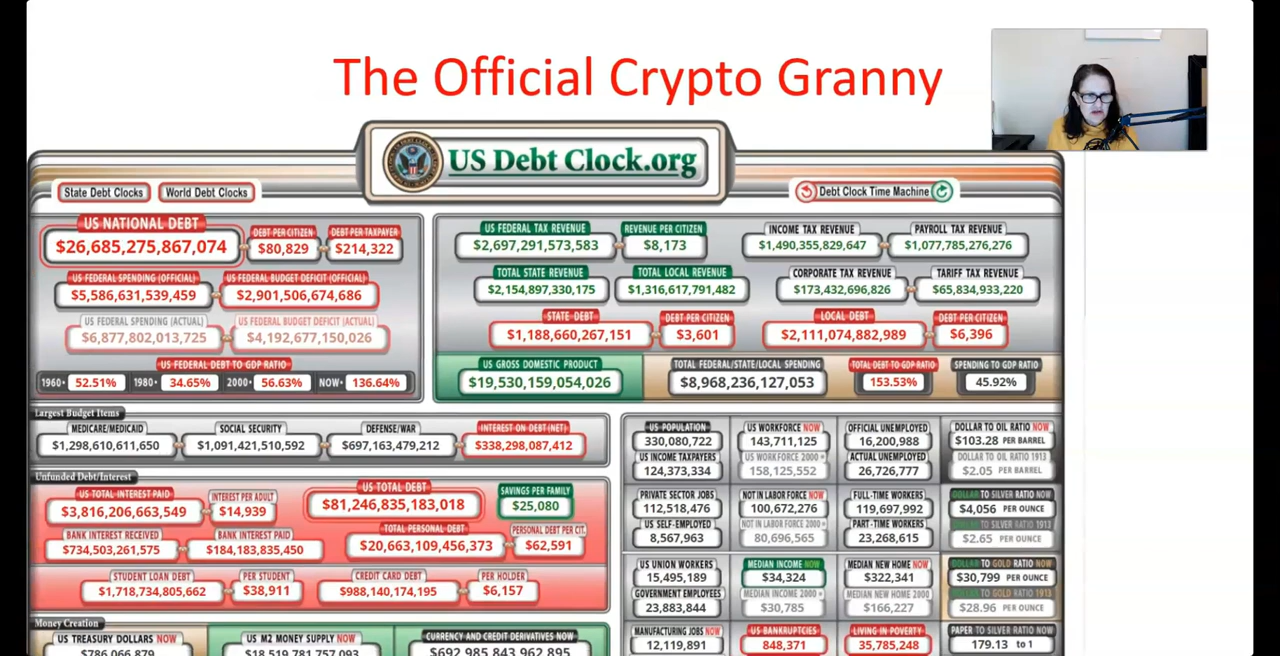 The Official Crypto Granny
US Debt Clock.org
State Debt Clocks World Debt Clocks
Debt Clock Time Machine
US NATIONAL DEBT DEBT PER CITIZEN DEBT PER TAXPAYER
$26,685,275,867,074 $80,829 $214,322
US FEDERAL SPENDING (OFFICIAL) US FEDERAL BUDGET DEFICIT (OFFICIAL)
$5,586,631,539,459 $2,901,506,674,686
US FEDERAL SPENDING (ACTUAL) US FEDERAL BUDGET DEFICIT (ACTUAL)
$6,877,802,013,725 $4,192,677,150,026
US FEDERAL DEBT TO GDP RATIO
1960• 52.51% 1980• 34.65% 2000• 56.63% NOW• 136.64%
US FEDERAL TAX REVENUE REVENUE PER CITIZEN INCOME TAX REVENUE PAYROLL TAX REVENUE
$2,697,291,573,583 $8,173 $1,490,355,829,647 $1,077,785,276,276
TOTAL STATE REVENUE TOTAL LOCAL REVENUE CORPORATE TAX REVENUE TARIFF TAX REVENUE
$2,154,897,330,175 $1,316,617,791,482 $173,432,696,826 $65,834,933,220
STATE DEBT DEBT PER CITIZEN LOCAL DEBT DEBT PER CITIZEN
$1,188,660,267,151 $3,601 $2,111,074,882,989 $6,396
US GROSS DOMESTIC PRODUCT TOTAL FEDERAL/STATE/LOCAL SPENDING TOTAL DEBT TO GDP RATIO SPENDING TO GDP RATIO
$19,530,159,054,026 $8,968,236,127,053 153.53% 45.92%
Largest Budget Items
MEDICARE/MEDICAID SOCIAL SECURITY DEFENSE/WAR INTEREST ON DEBT (NET)
$1,298,610,611,650 $1,091,421,510,592 $697,163,479,212 $338,298,087,412
Unfunded Debt/Interest
US TOTAL INTEREST PAID INTEREST PER ADULT US TOTAL DEBT SAVINGS PER FAMILY
$3,816,206,663,549 $14,939 $81,246,835,183,018 $25,080
BANK INTEREST RECEIVED BANK INTEREST PAID TOTAL PERSONAL DEBT PERSONAL DEBT PER CIT.
$734,503,261,575 $184,183,835,450 $20,663,109,456,373 $62,591
STUDENT LOAN DEBT PER STUDENT CREDIT CARD DEBT PER HOLDER
$1,718,734,805,662 $38,911 $988,140,174,195 $6,157
Money Creation
US TREASURY DOLLARS NOW US M2 MONEY SUPPLY NOW CURRENCY AND CREDIT DERIVATIVES NOW
$786,066,879 $18,519,781,757,093 $692,985,843,962,895
US POPULATION US WORKFORCE NOW OFFICIAL UNEMPLOYED DOLLAR TO OIL RATIO NOW
330,080,722 143,711,125 16,200,988 $103.28 PER BARREL
US INCOME TAXPAYERS US WORKFORCE 2000• ACTUAL UNEMPLOYED DOLLAR TO OIL RATIO 1913
124,373,334 158,125,552 26,726,777 $2.05 PER BARREL
PRIVATE SECTOR JOBS NOT IN LABOR FORCE NOW FULL-TIME WORKERS DOLLAR TO SILVER RATIO NOW
112,518,476 100,672,276 119,697,992 $4,056 PER OUNCE
US SELF-EMPLOYED NOT IN LABOR FORCE 2000• PART-TIME WORKERS DOLLAR TO SILVER RATIO 1913
8,567,963 80,696,565 23,268,615 $2.65 PER OUNCE
US UNION WORKERS MEDIAN INCOME NOW MEDIAN NEW HOME NOW DOLLAR TO GOLD RATIO NOW
15,495,189 $34,324 $322,341 $30,799 PER OUNCE
GOVERNMENT EMPLOYEES MEDIAN INCOME 2000• MEDIAN NEW HOME 2000 DOLLAR TO GOLD RATIO 1913
23,883,844 $30,785 $166,227 $28.96 PER OUNCE
MANUFACTURING JOBS NOW US BANKRUPTCIES LIVING IN POVERTY PAPER TO SILVER RATIO NOW
12,119,891 848,371 35,785,248 179.13 to 1